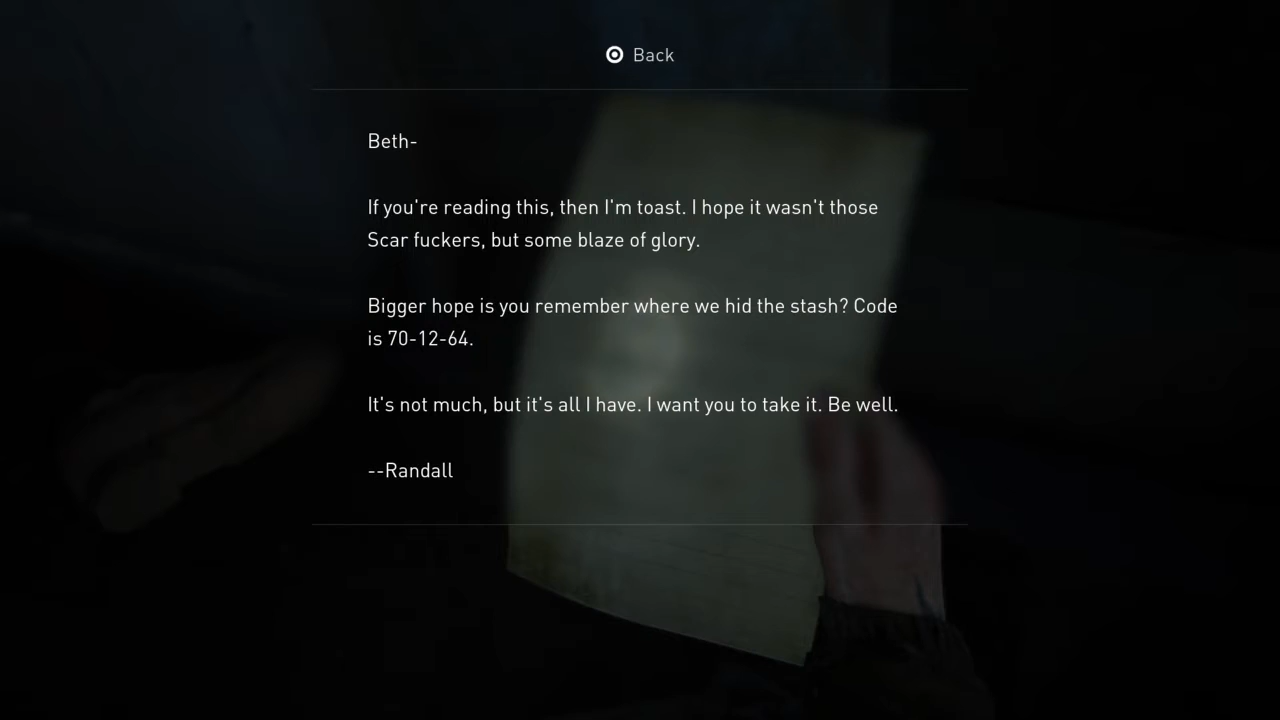 Back
Beth-
If you're reading this, then I'm toast. I hope it wasn't those
Scar fuckers, but some blaze of glory.
Bigger hope is you remember where we hid the stash? Code
is 70-12-64.
It's not much, but it's all I have. I want you to take it. Be well.
--Randall